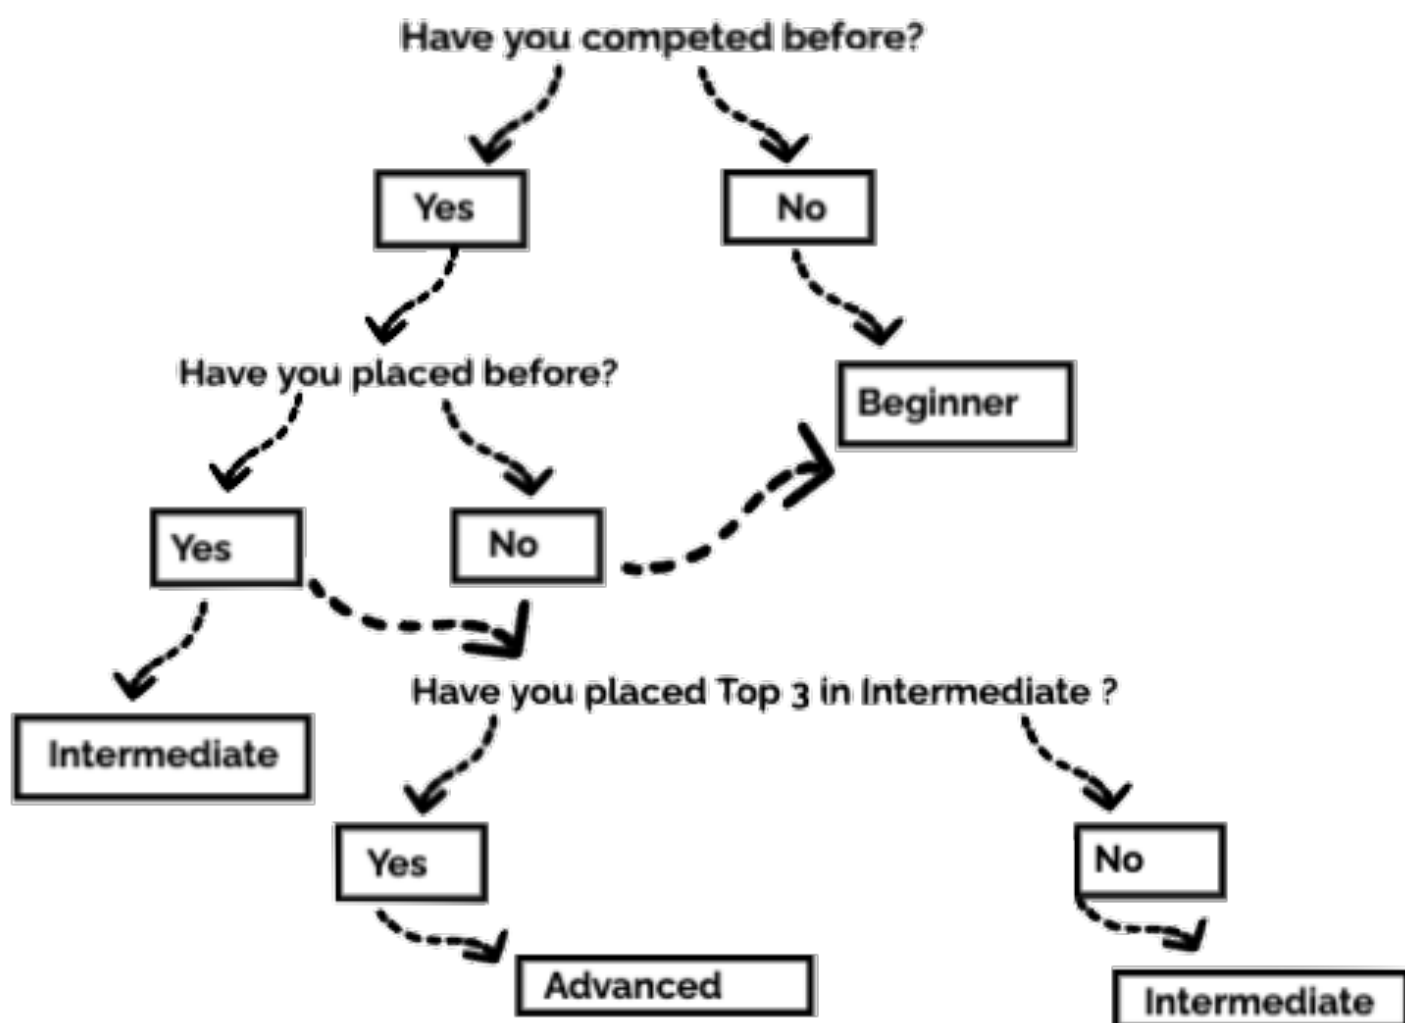 Have you competed before?
Yes
No
Have you placed before?
Beginner
Yes
No
Have you placed Top 3 in Intermediate ?
Intermediate
Yes
No
Advanced
Intermediate